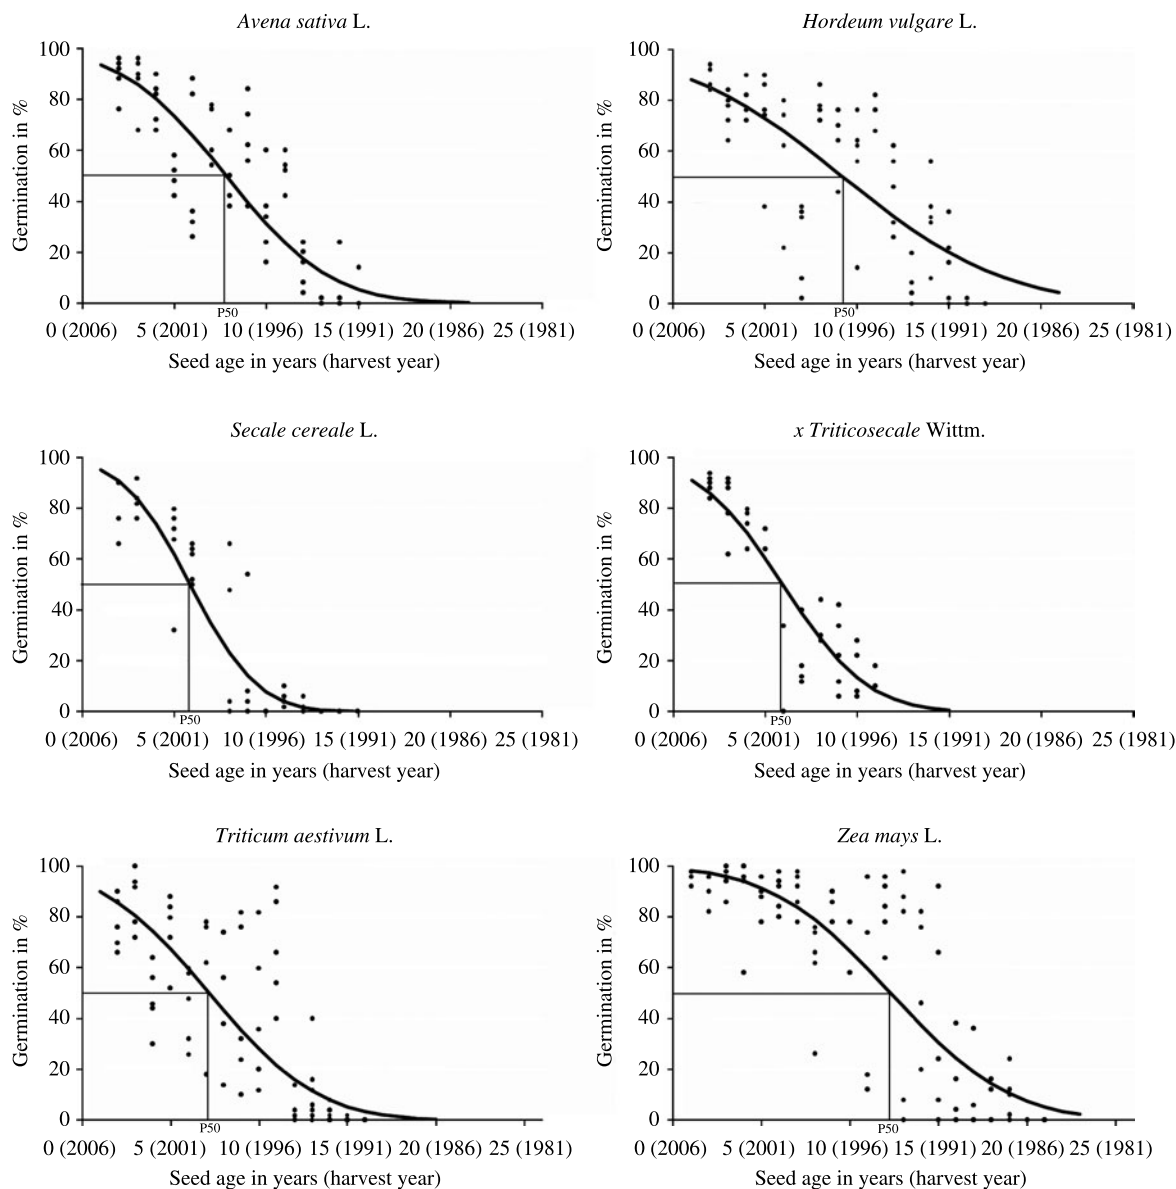 Avena sativa L.
Germination in %
100
80
60
40
20
0
P50
0 (2006) 5 (2001) 10 (1996) 15 (1991) 20 (1986) 25 (1981)
Seed age in years (harvest year)
Hordeum vulgare L.
Germination in %
100
80
60
40
20
0
P50
0 (2006) 5 (2001) 10 (1996) 15 (1991) 20 (1986) 25 (1981)
Seed age in years (harvest year)
Secale cereale L.
Germination in %
100
80
60
40
20
0
P50
0 (2006) 5 (2001) 10 (1996) 15 (1991) 20 (1986) 25 (1981)
Seed age in years (harvest year)
x Triticosecale Wittm.
Germination in %
100
80
60
40
20
0
P50
0 (2006) 5 (2001) 10 (1996) 15 (1991) 20 (1986) 25 (1981)
Seed age in years (harvest year)
Triticum aestivum L.
Germination in %
100
80
60
40
20
0
P50
0 (2006) 5 (2001) 10 (1996) 15 (1991) 20 (1986) 25 (1981)
Seed age in years (harvest year)
Zea mays L.
Germination in %
100
80
60
40
20
0
P50
0 (2006) 5 (2001) 10 (1996) 15 (1991) 20 (1986) 25 (1981)
Seed age in years (harvest year)